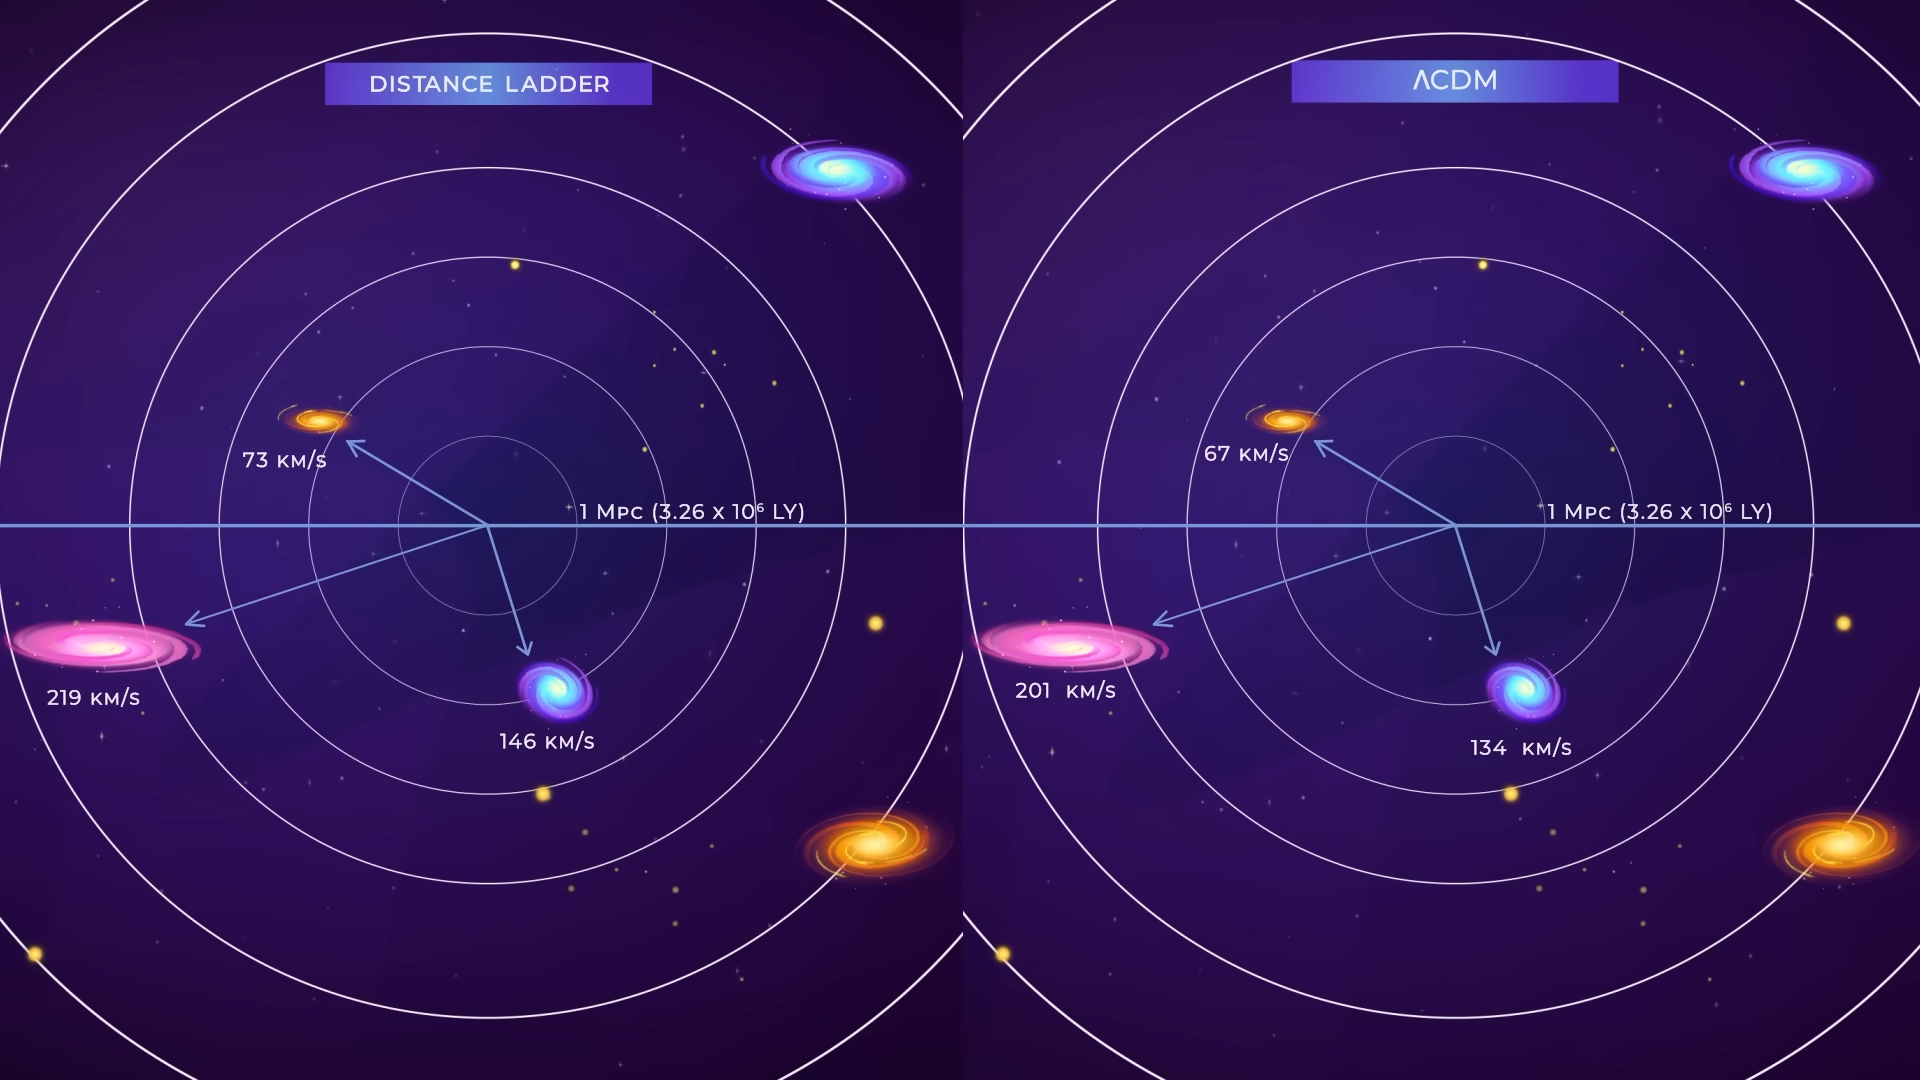 DISTANCE LADDER
73 KM/S
1 MPC (3.26 x 10⁶ LY)
219 KM/S
146 KM/S
ΛCDM
67 KM/S
1 MPC (3.26 x 10⁶ LY)
201 KM/S
134 KM/S